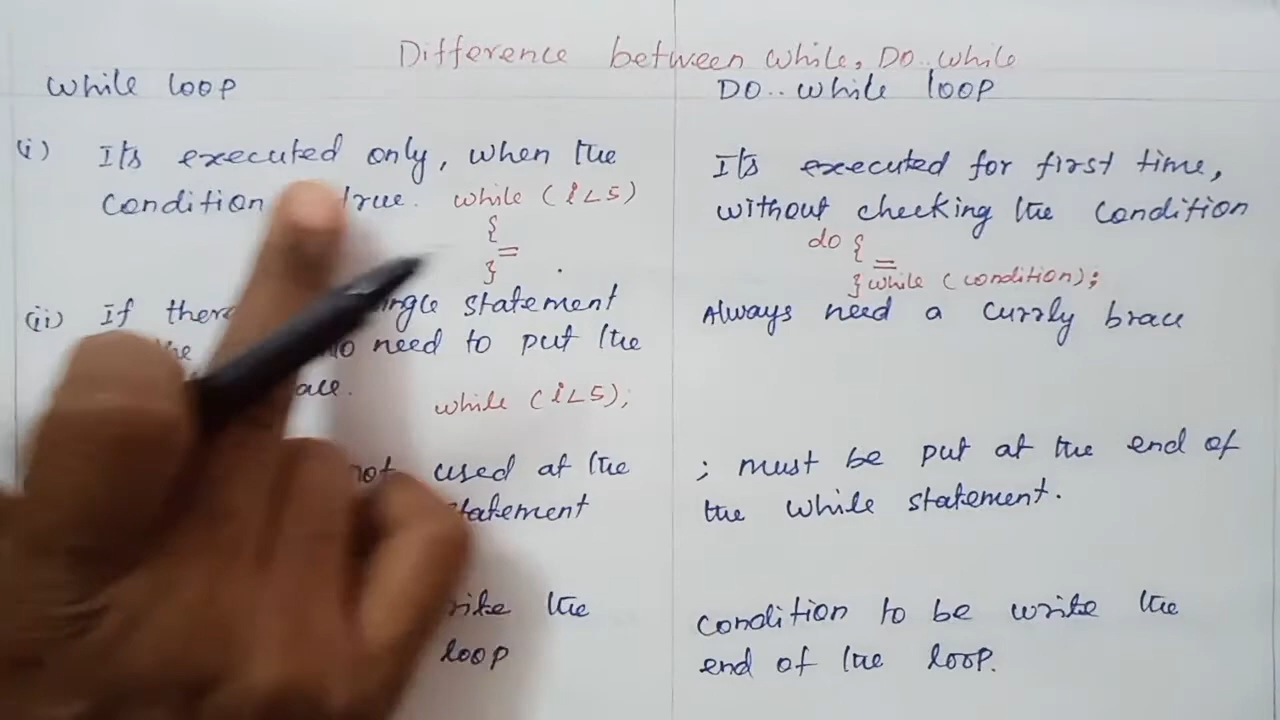 Difference between while, Do..while
while loop
DO..while loop
(i) Its executed only, when the
condition true.
while (i<5)
{
=
}
(ii) If single statement
need to put the
while (i<5);
not used at the
statement
the
loop
Its executed for first time,
without checking the condition
do {
=
} while (condition);
Always need a currly brace
; must be put at the end of
the while statement.
condition to be write the
end of the loop.